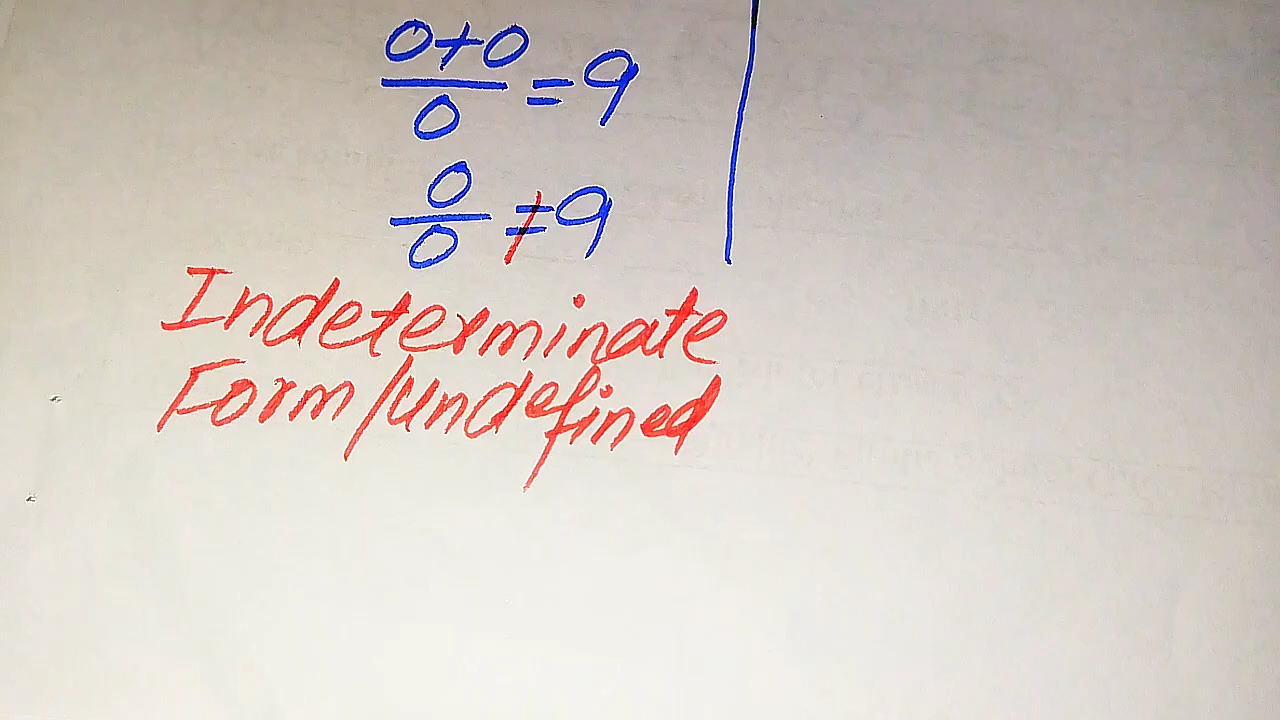 0+0/0 = 9
0/0 ≠ 9
Indeterminate
Form/undefined